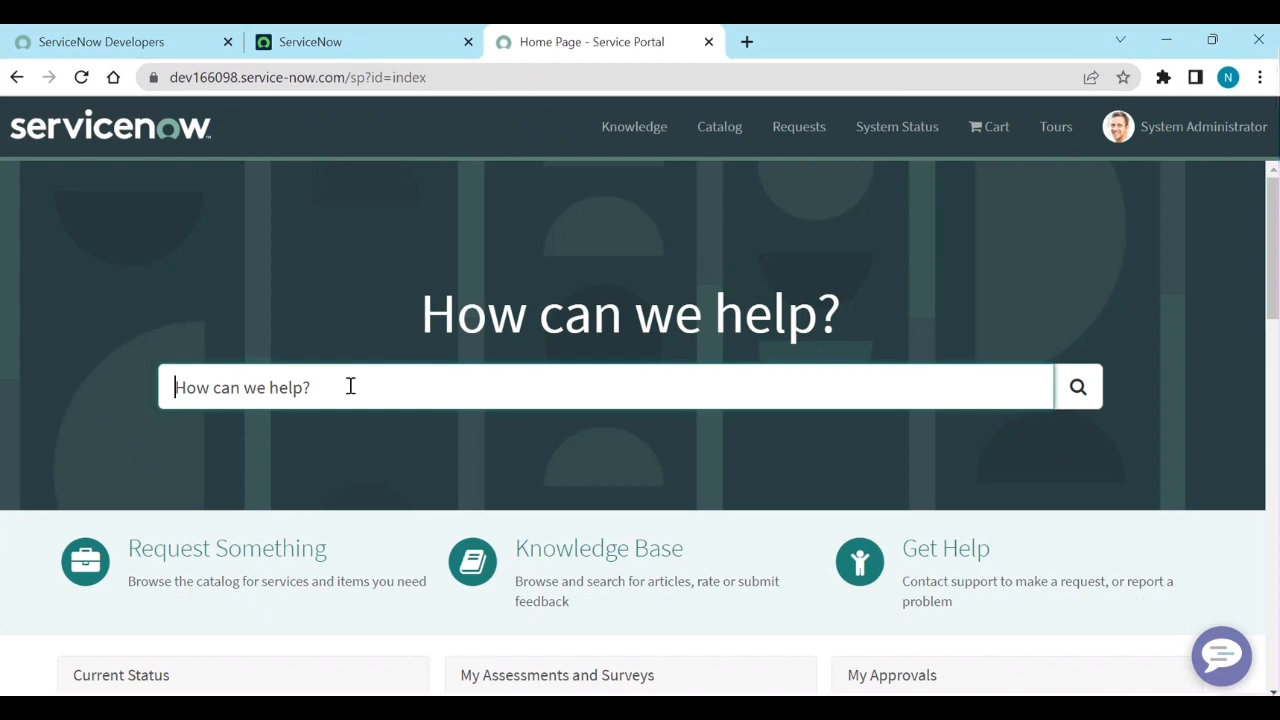 ServiceNow Developers
ServiceNow
Home Page - Service Portal
dev166098.service-now.com/sp?id=index
N
servicenow
Knowledge
Catalog
Requests
System Status
Cart
Tours
System Administrator
How can we help?
How can we help?
Request Something
Browse the catalog for services and items you need
Knowledge Base
Browse and search for articles, rate or submit
feedback
Get Help
Contact support to make a request, or report a
problem
Current Status
My Assessments and Surveys
My Approvals